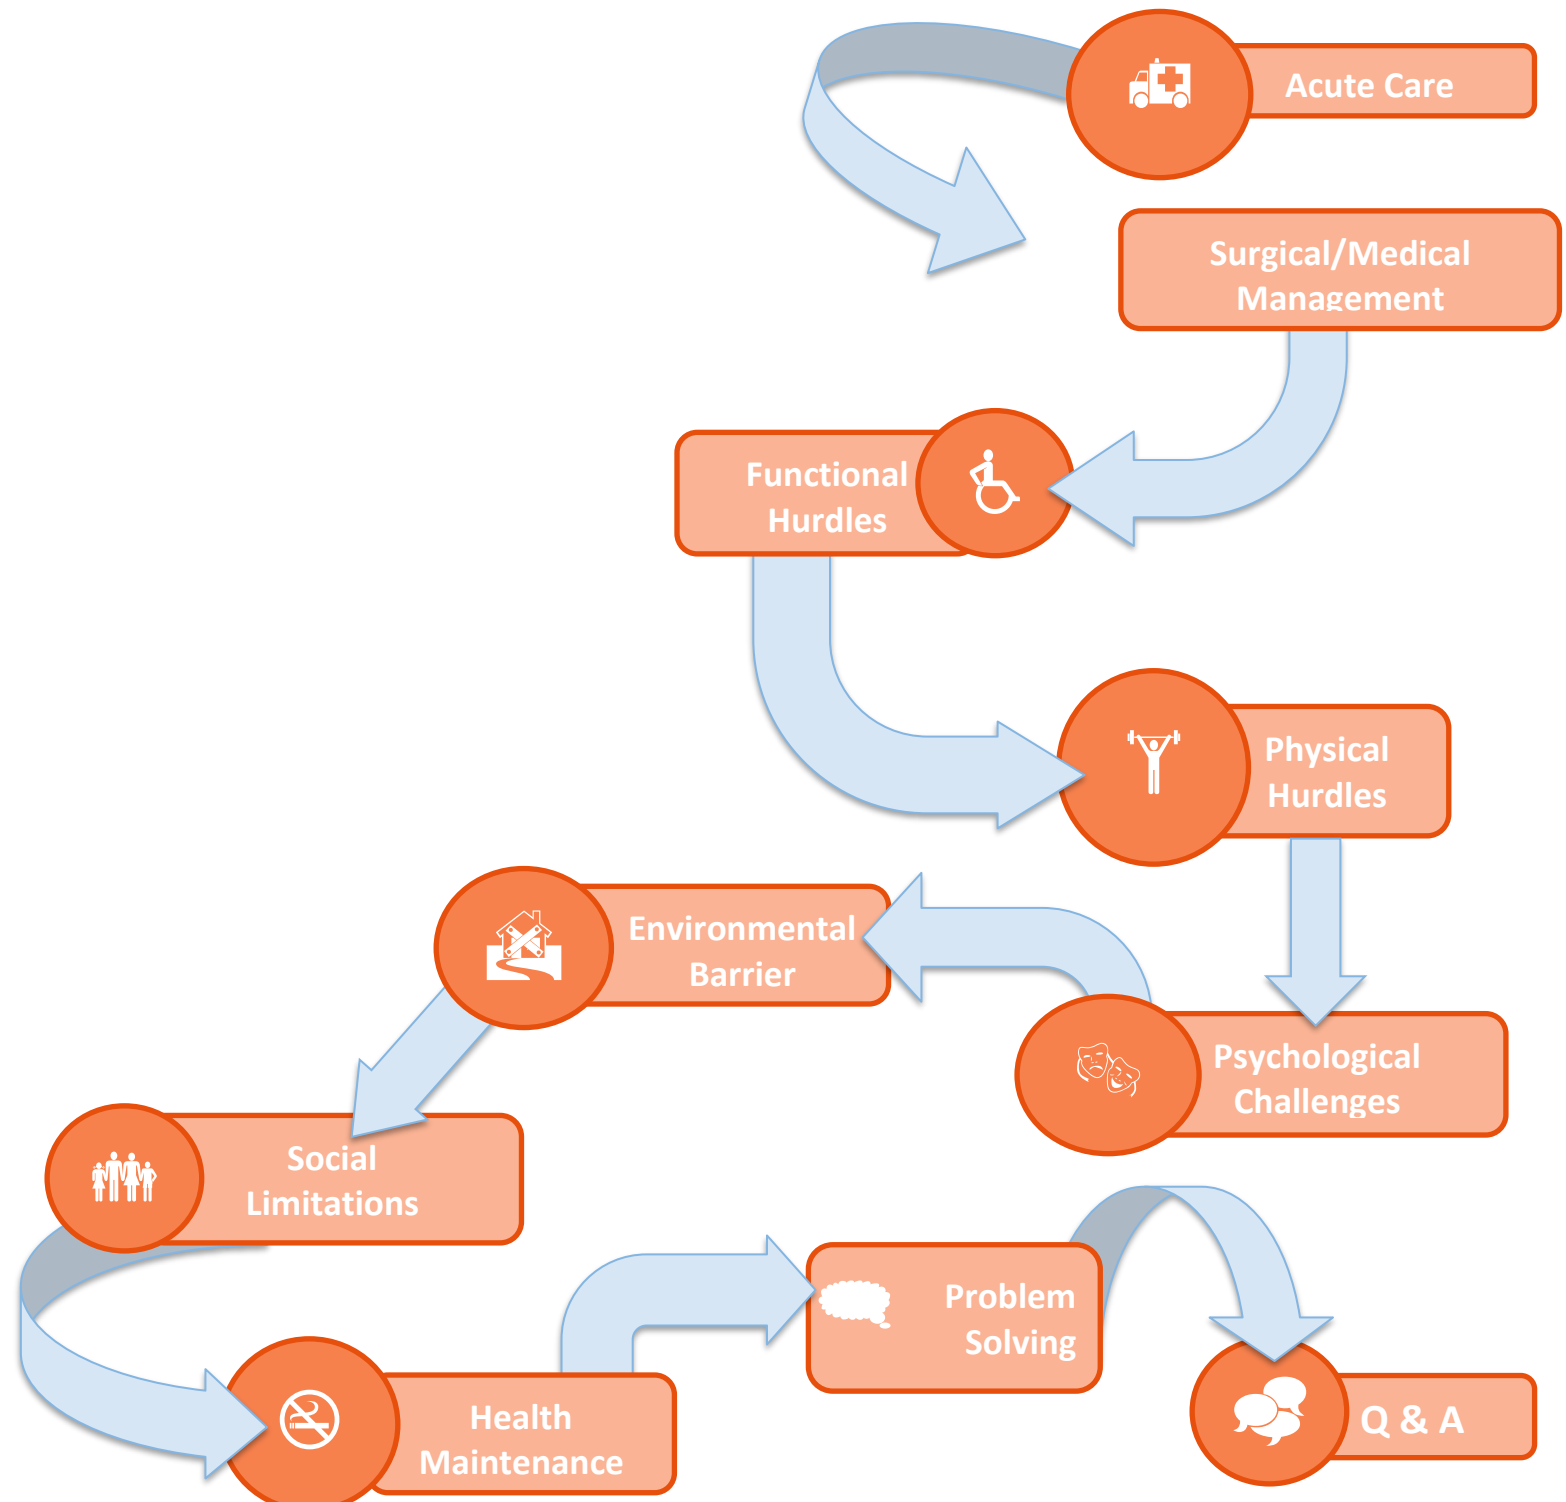 Acute Care
Surgical/Medical
Management
Functional
Hurdles
Physical
Hurdles
Environmental
Barrier
Psychological
Challenges
Social
Limitations
Problem
Solving
Health
Maintenance
Q & A